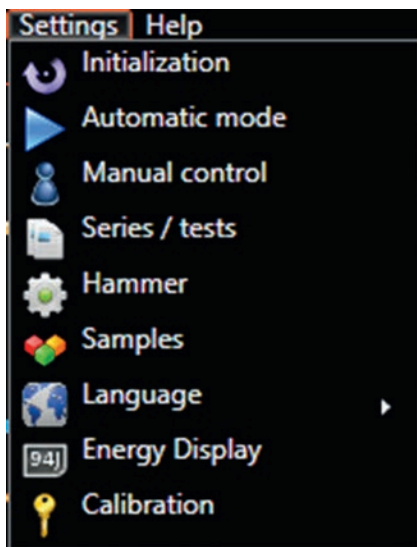 Settings Help
Initialization
Automatic mode
Manual control
Series / tests
Hammer
Samples
Language
94J Energy Display
Calibration